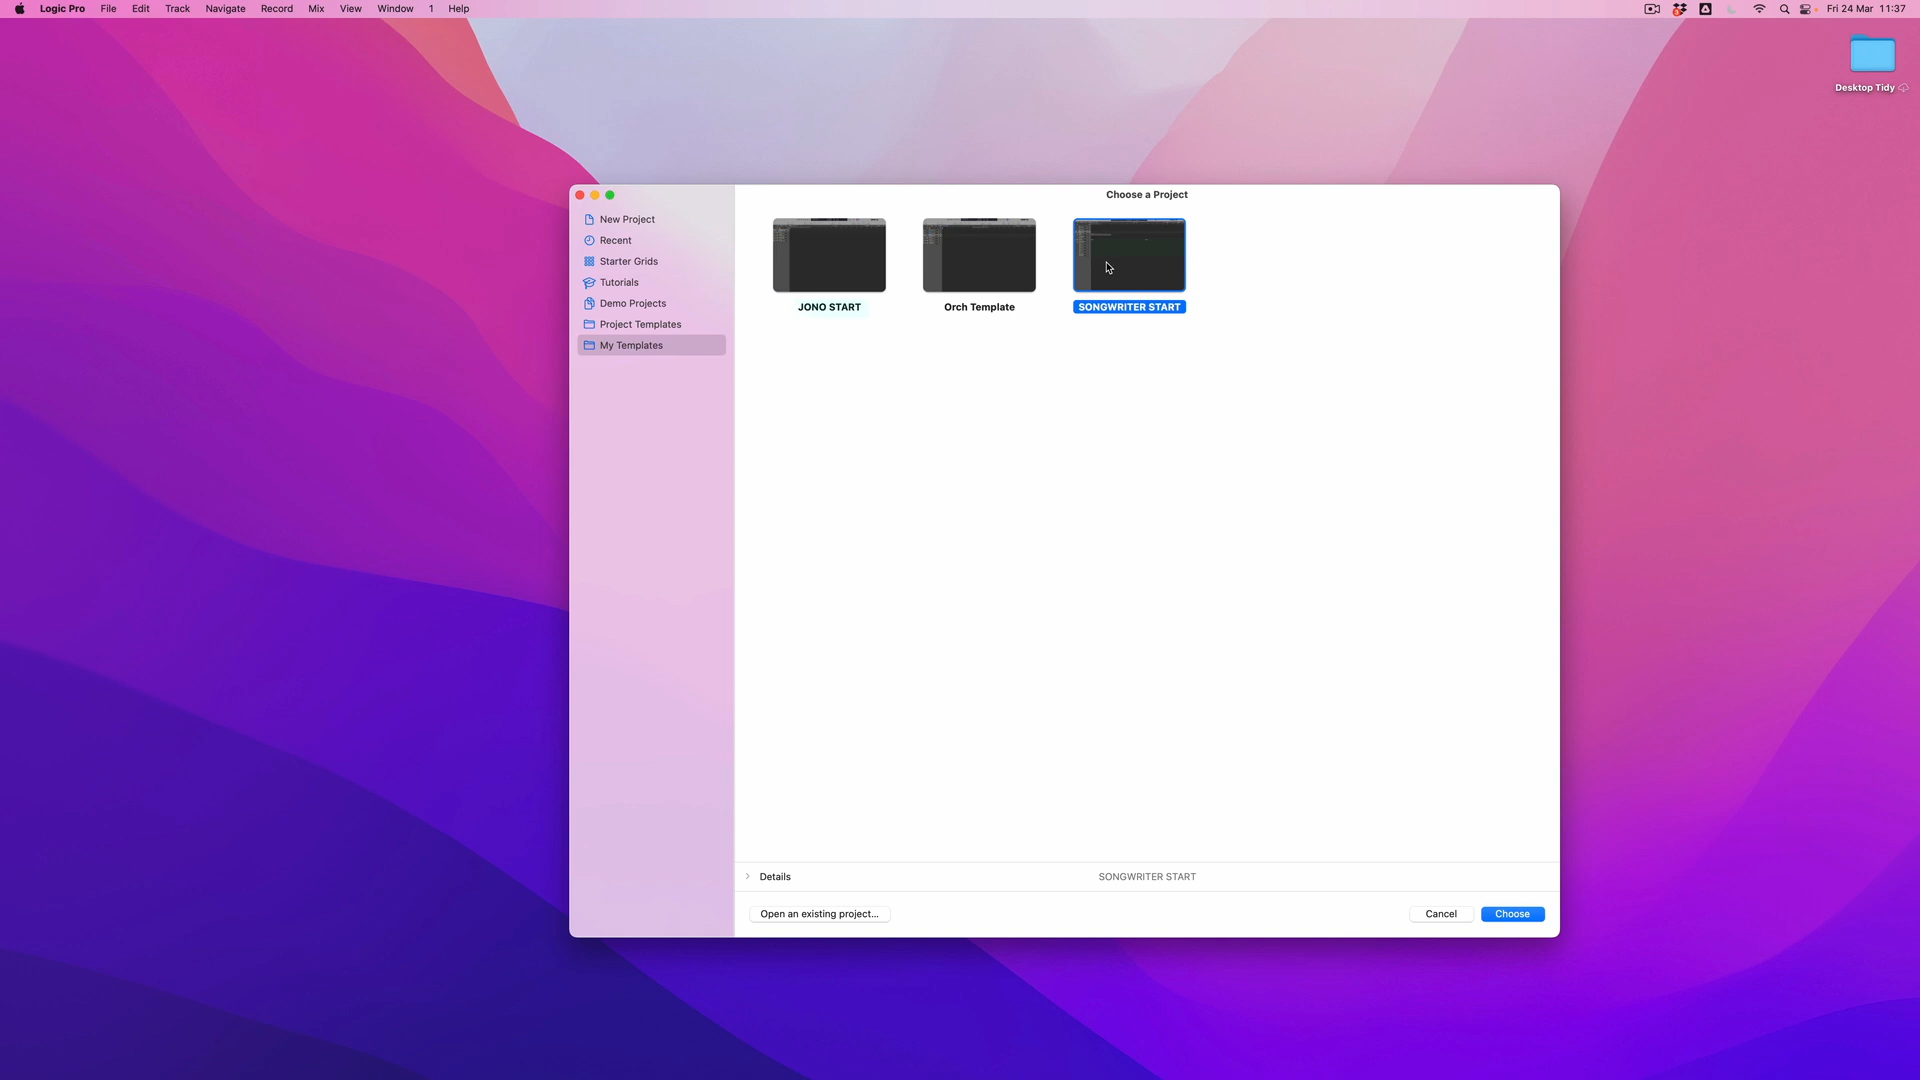 Logic Pro File Edit Track Navigate Record Mix View Window 1 Help
Fri 24 Mar 11:37
Desktop Tidy
Choose a Project
New Project
Recent
Starter Grids
Tutorials
Demo Projects
Project Templates
My Templates
JONO START
Orch Template
SONGWRITER START
Details
SONGWRITER START
Open an existing project...
Cancel
Choose